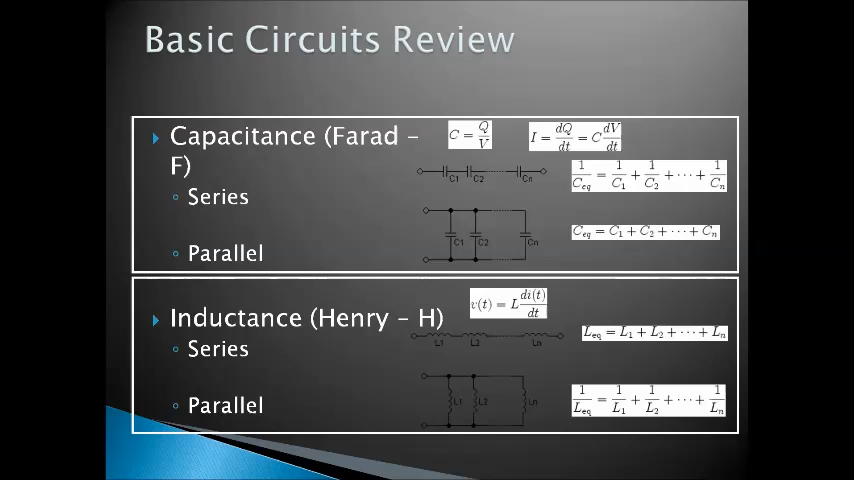 Basic Circuits Review
Capacitance (Farad –
F)
C = Q/V
I = dQ/dt = C dV/dt
C1 C2 Cn
1/Ceq = 1/C1 + 1/C2 + ··· + 1/Cn
Series
C1 C2 Cn
Ceq = C1 + C2 + ··· + Cn
Parallel
v(t) = L di(t)/dt
Inductance (Henry – H)
L1 L2 Ln
Leq = L1 + L2 + ··· + Ln
Series
L1 L2 Ln
1/Leq = 1/L1 + 1/L2 + ··· + 1/Ln
Parallel